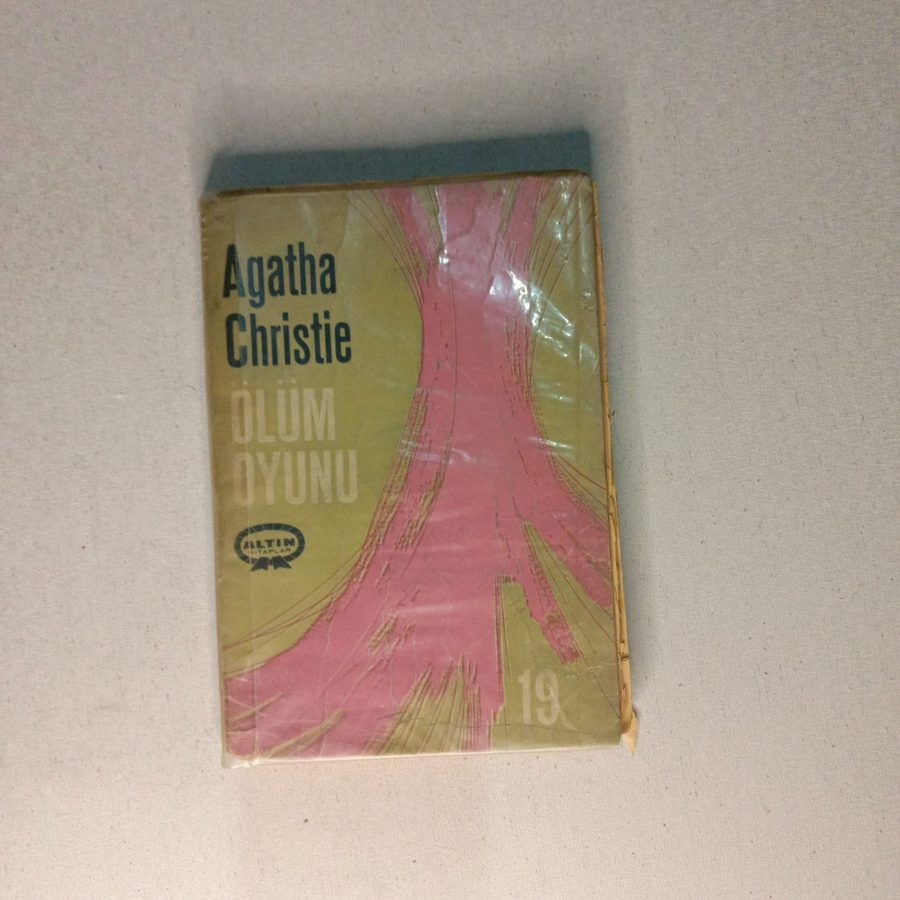 Agatha
Christie
ÖLÜM
OYUNU
ALTIN
KİTAPLAR
19